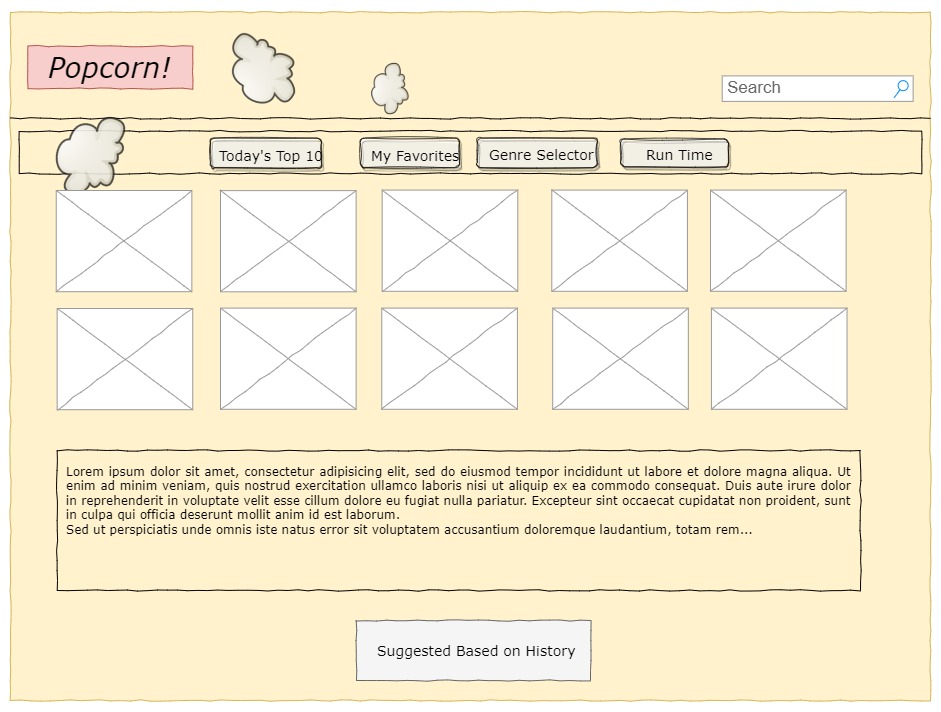 Popcorn!
Search
Today's Top 10
My Favorites
Genre Selector
Run Time
Lorem ipsum dolor sit amet, consectetur adipisicing elit, sed do eiusmod tempor incididunt ut labore et dolore magna aliqua. Ut
enim ad minim veniam, quis nostrud exercitation ullamco laboris nisi ut aliquip ex ea commodo consequat. Duis aute irure dolor
in reprehenderit in voluptate velit esse cillum dolore eu fugiat nulla pariatur. Excepteur sint occaecat cupidatat non proident, sunt
in culpa qui officia deserunt mollit anim id est laborum.
Sed ut perspiciatis unde omnis iste natus error sit voluptatem accusantium doloremque laudantium, totam rem...
Suggested Based on History